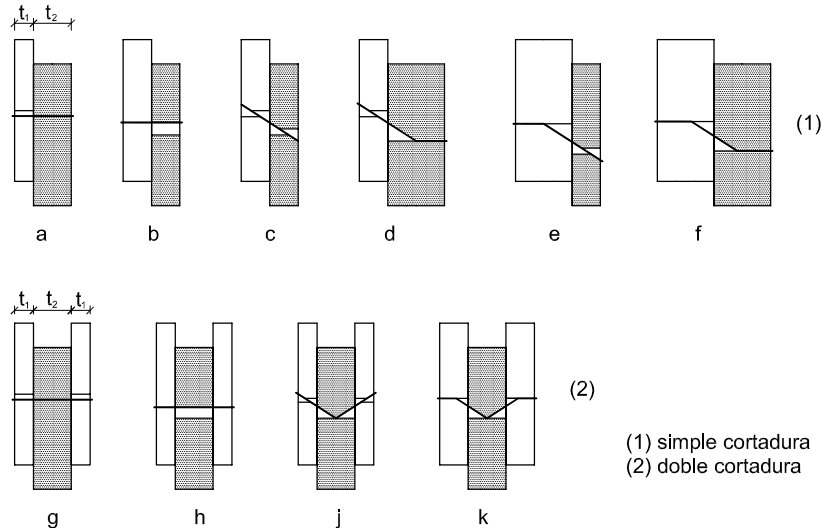 t₁ t₂
(1)
a b c d e f
t₁ t₂ t₁
(2)
(1) simple cortadura
(2) doble cortadura
g h j k